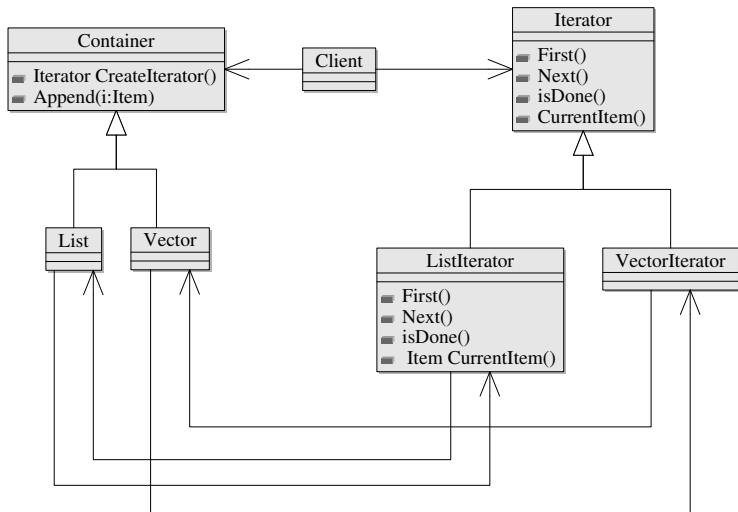 Container
Iterator CreateIterator()
Append(i:Item)
Client
Iterator
First()
Next()
isDone()
CurrentItem()
List
Vector
ListIterator
First()
Next()
isDone()
Item CurrentItem()
VectorIterator